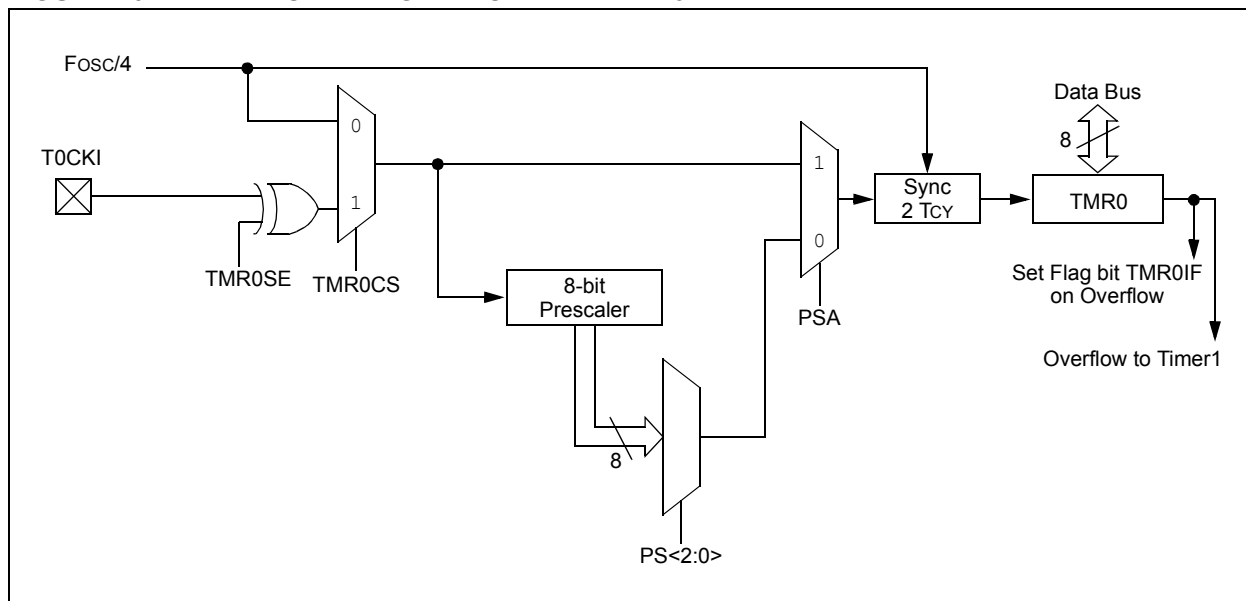 Fosc/4
Data Bus
8
0
T0CKI
1
Sync
2 TCY
TMR0
1
0
TMR0SE
TMR0CS
8-bit
Prescaler
PSA
Set Flag bit TMR0IF
on Overflow
Overflow to Timer1
8
PS<2:0>